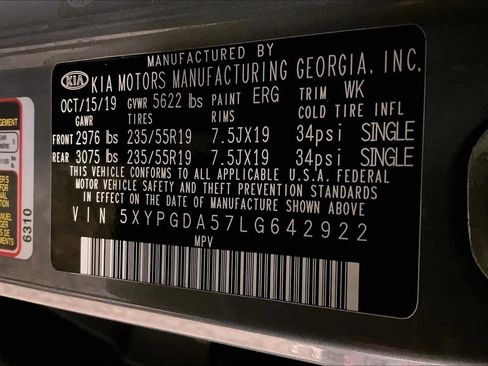 MANUFACTURED BY
KIA KIA MOTORS MANUFACTURING GEORGIA, INC.
OCT/15/19 GVWR 5622 lbs PAINT ERG TRIM WK
GAWR TIRES RIMS COLD TIRE INFL
FRONT 2976 lbs 235/55R19 7.5JX19 34psi SINGLE
REAR 3075 lbs 235/55R19 7.5JX19 34psi SINGLE
THIS VEHICLE CONFORMS TO ALL APPLICABLE U.S.A. FEDERAL
MOTOR VEHICLE SAFETY AND THEFT PREVENTION STANDARDS
IN EFFECT ON THE DATE OF MANUFACTURE SHOWN ABOVE
VIN 5XYPGDA57LG642922
MPV
6310